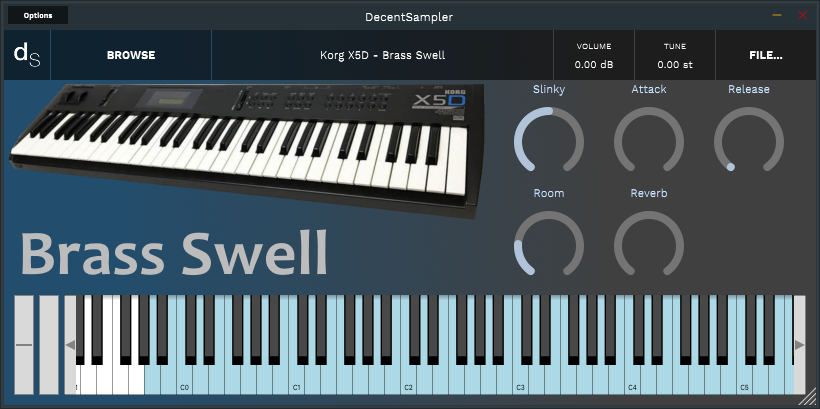 Options
DecentSampler
dS
BROWSE
Korg X5D - Brass Swell
VOLUME
0.00 dB
TUNE
0.00 st
FILE...
KORG
X5D
Slinky
Attack
Release
Room
Reverb
Brass Swell
C0
C1
C2
C3
C4
C5